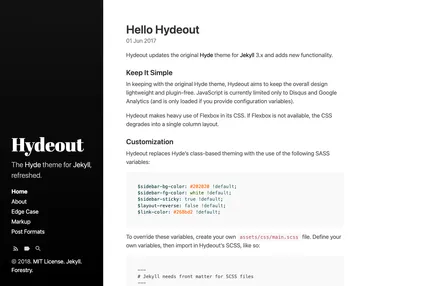 Hydeout
The Hyde theme for Jekyll,
refreshed.
Home
About
Edge Case
Markup
Post Formats
© 2018. MIT License. Jekyll.
Forestry.
Hello Hydeout
01 Jun 2017
Hydeout updates the original Hyde theme for Jekyll 3.x and adds new functionality.
Keep It Simple
In keeping with the original Hyde theme, Hydeout aims to keep the overall design
lightweight and plugin-free. JavaScript is currently limited only to Disqus and Google
Analytics (and is only loaded if you provide configuration variables).
Hydeout makes heavy use of Flexbox in its CSS. If Flexbox is not available, the CSS
degrades into a single column layout.
Customization
Hydeout replaces Hyde's class-based theming with the use of the following SASS
variables:
$sidebar-bg-color: #202020 !default;
$sidebar-fg-color: white !default;
$sidebar-sticky: true !default;
$layout-reverse: false !default;
$link-color: #268bd2 !default;
To override these variables, create your own assets/css/main.scss file. Define your
own variables, then import in Hydeout's SCSS, like so:
---
# Jekyll needs front matter for SCSS files
---